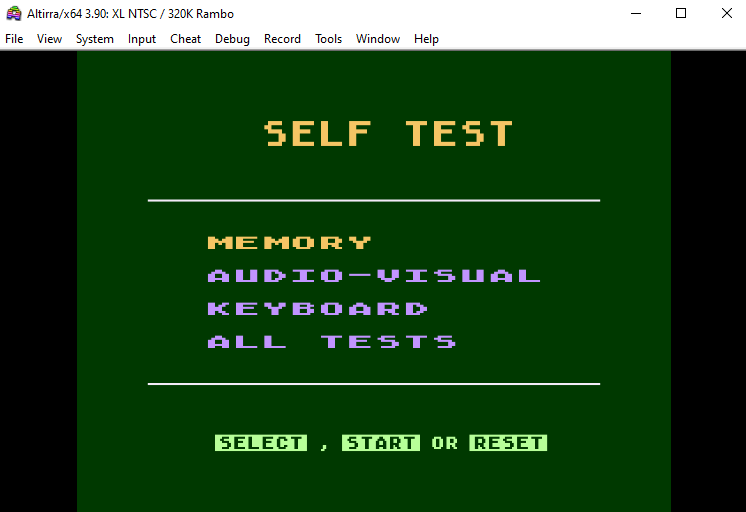 Altirra/x64 3.90: XL NTSC / 320K Rambo
File View System Input Cheat Debug Record Tools Window Help
SELF TEST
MEMORY
AUDIO-VISUAL
KEYBOARD
ALL TESTS
SELECT , START OR RESET